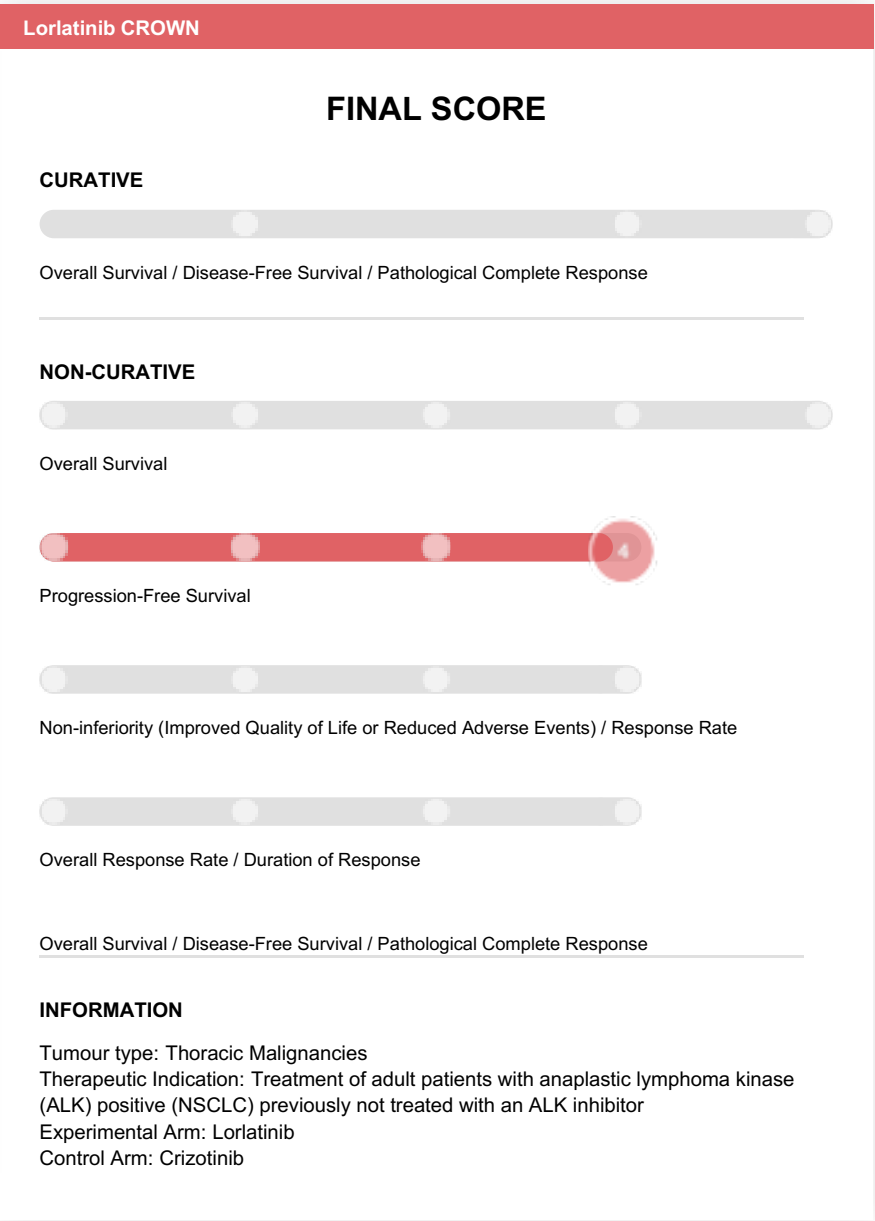 Lorlatinib CROWN
FINAL SCORE
CURATIVE
Overall Survival / Disease-Free Survival / Pathological Complete Response
NON-CURATIVE
Overall Survival
4
Progression-Free Survival
Non-inferiority (Improved Quality of Life or Reduced Adverse Events) / Response Rate
Overall Response Rate / Duration of Response
Overall Survival / Disease-Free Survival / Pathological Complete Response
INFORMATION
Tumour type: Thoracic Malignancies
Therapeutic Indication: Treatment of adult patients with anaplastic lymphoma kinase
(ALK) positive (NSCLC) previously not treated with an ALK inhibitor
Experimental Arm: Lorlatinib
Control Arm: Crizotinib